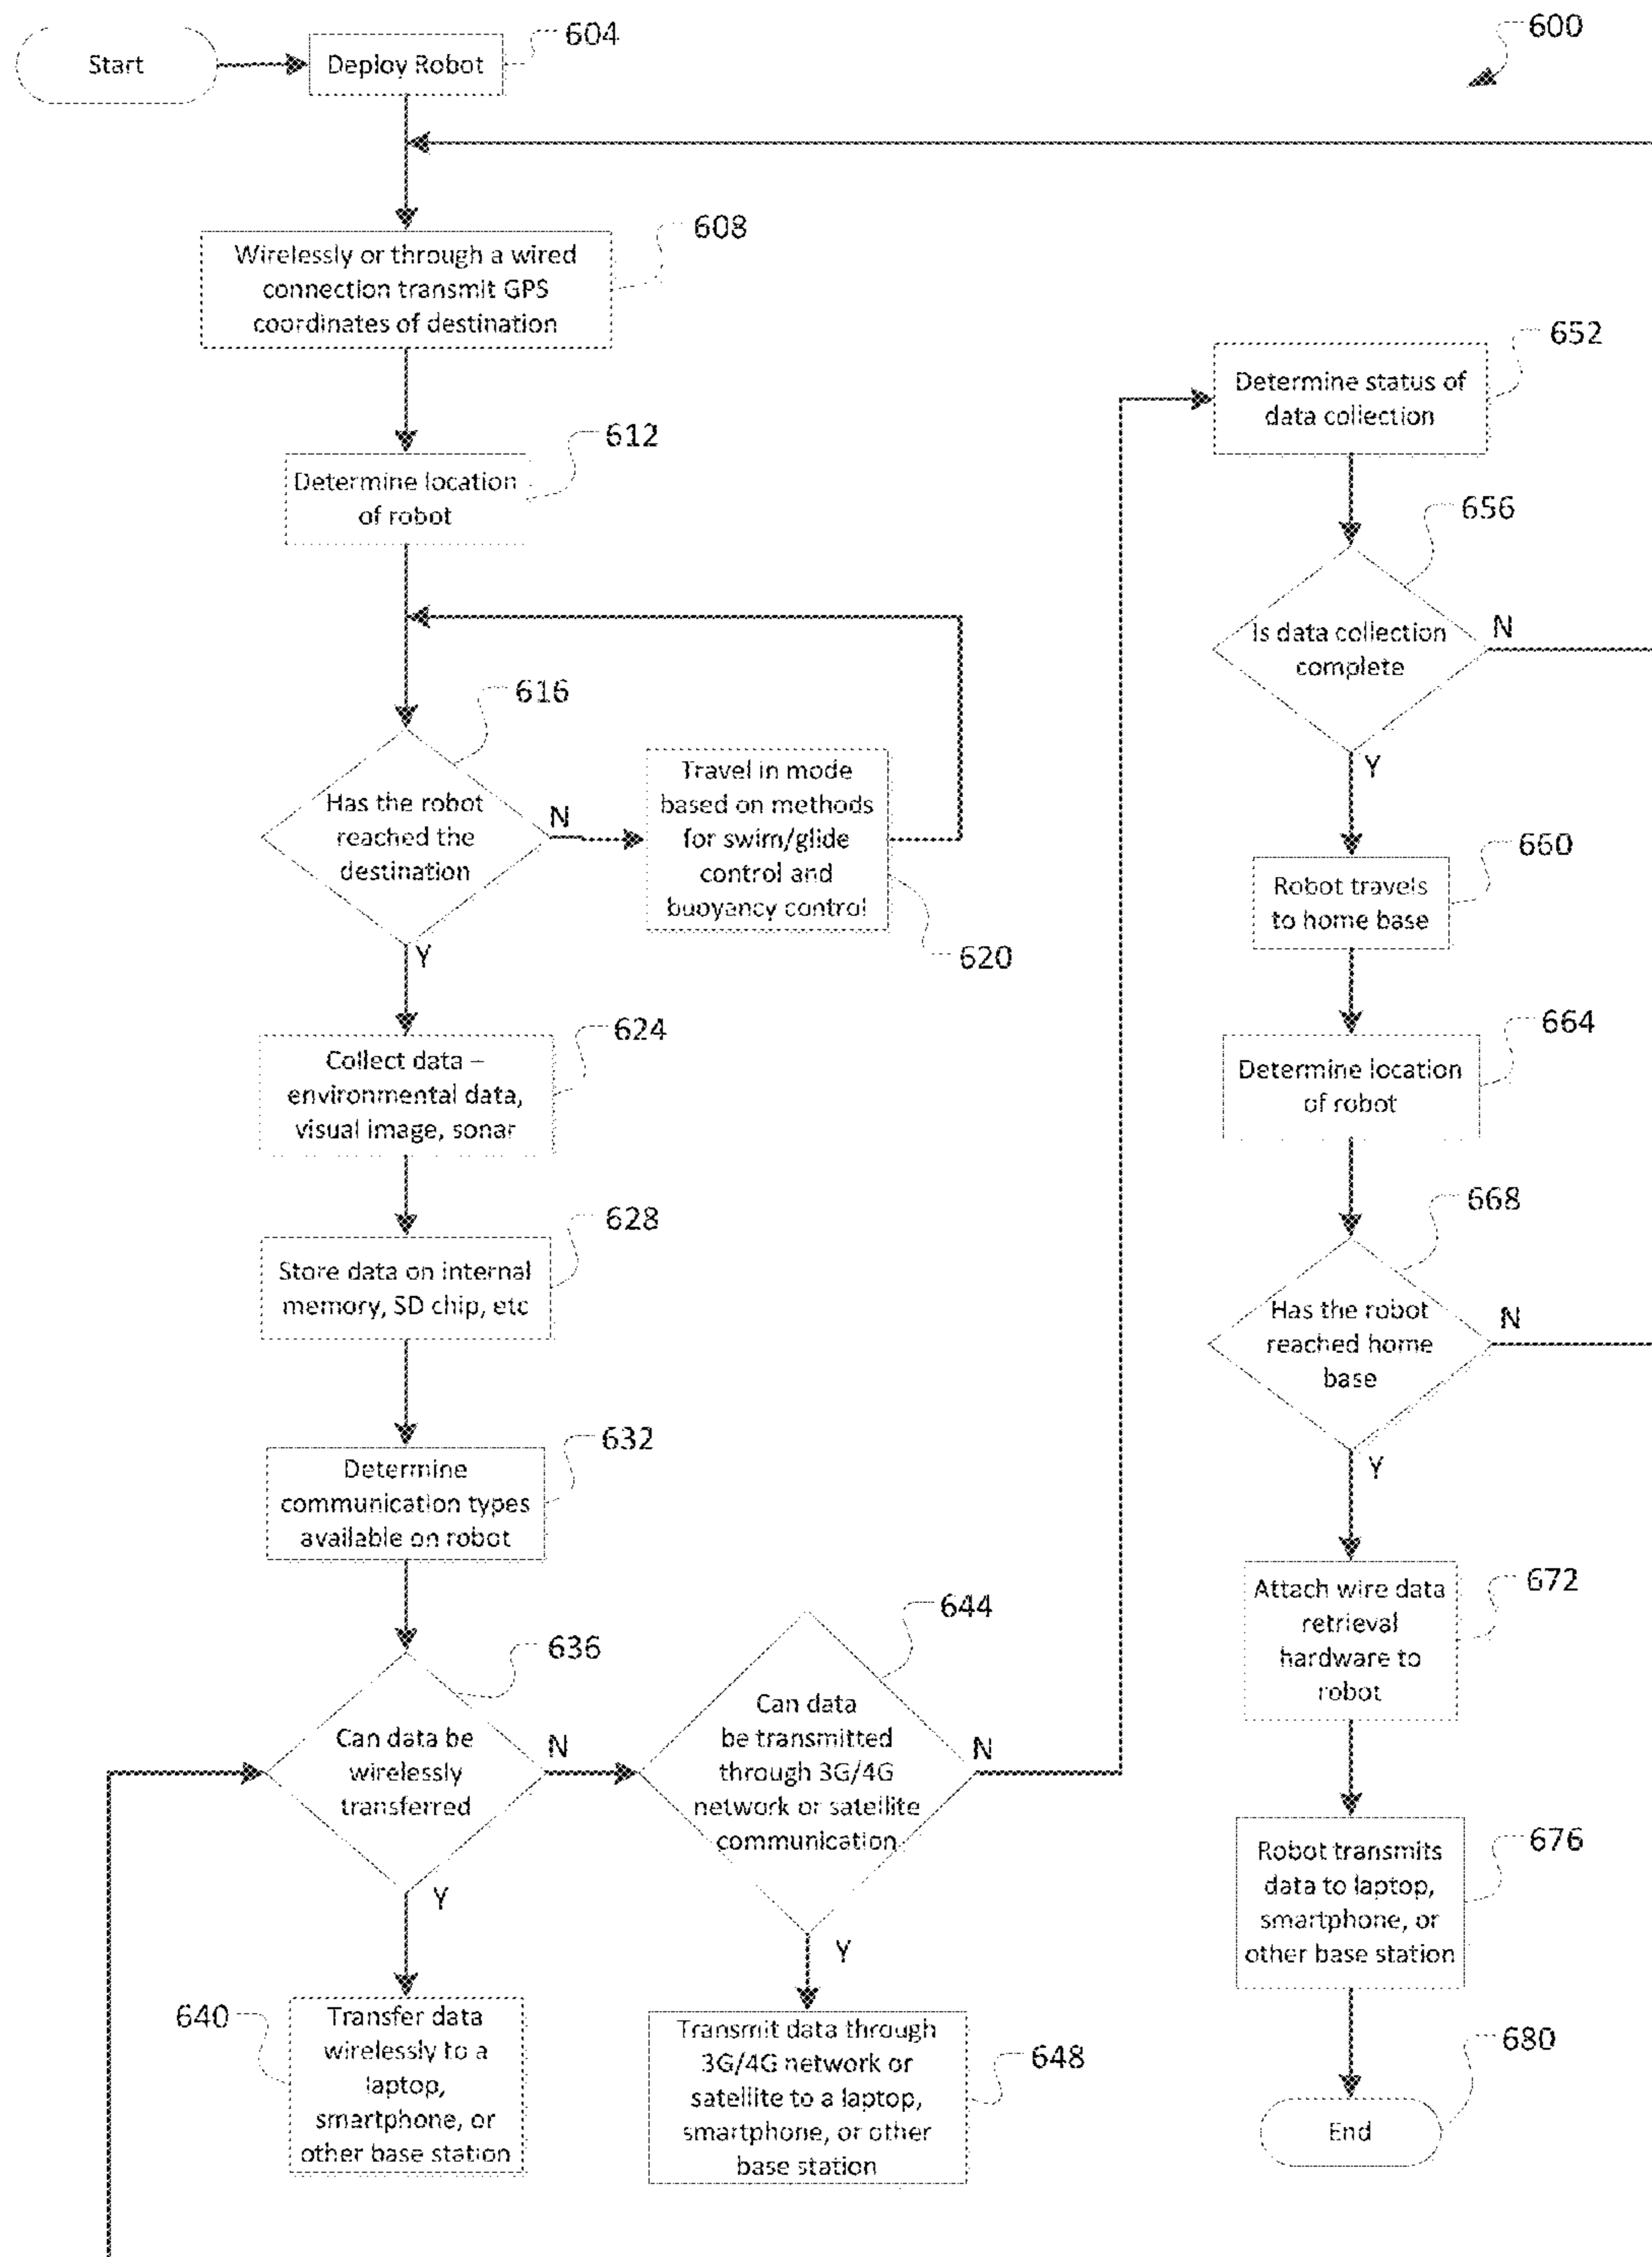 600
Start
Deploy Robot
604
Wirelessly or through a wired
connection transmit GPS
coordinates of destination
608
Determine location
of robot
612
616
Has the robot
reached the
destination
N
Y
Travel in mode
based on methods
for swim/glide
control and
buoyancy control
620
Collect data –
environmental data,
visual image, sonar
624
Store data on internal
memory, SD chip, etc
628
Determine
communication types
available on robot
632
636
Can data be
wirelessly
transferred
N
Y
640
Transfer data
wirelessly to a
laptop,
smartphone, or
other base station
644
Can data
be transmitted
through 3G/4G
network or satellite
communication
N
Y
Transmit data through
3G/4G network or
satellite to a laptop,
smartphone, or other
base station
648
Determine status of
data collection
652
656
Is data collection
complete
N
Y
Robot travels
to home base
660
Determine location
of robot
664
668
Has the robot
reached home
base
N
Y
Attach wire data
retrieval
hardware to
robot
672
Robot transmits
data to laptop,
smartphone, or
other base station
676
End
680